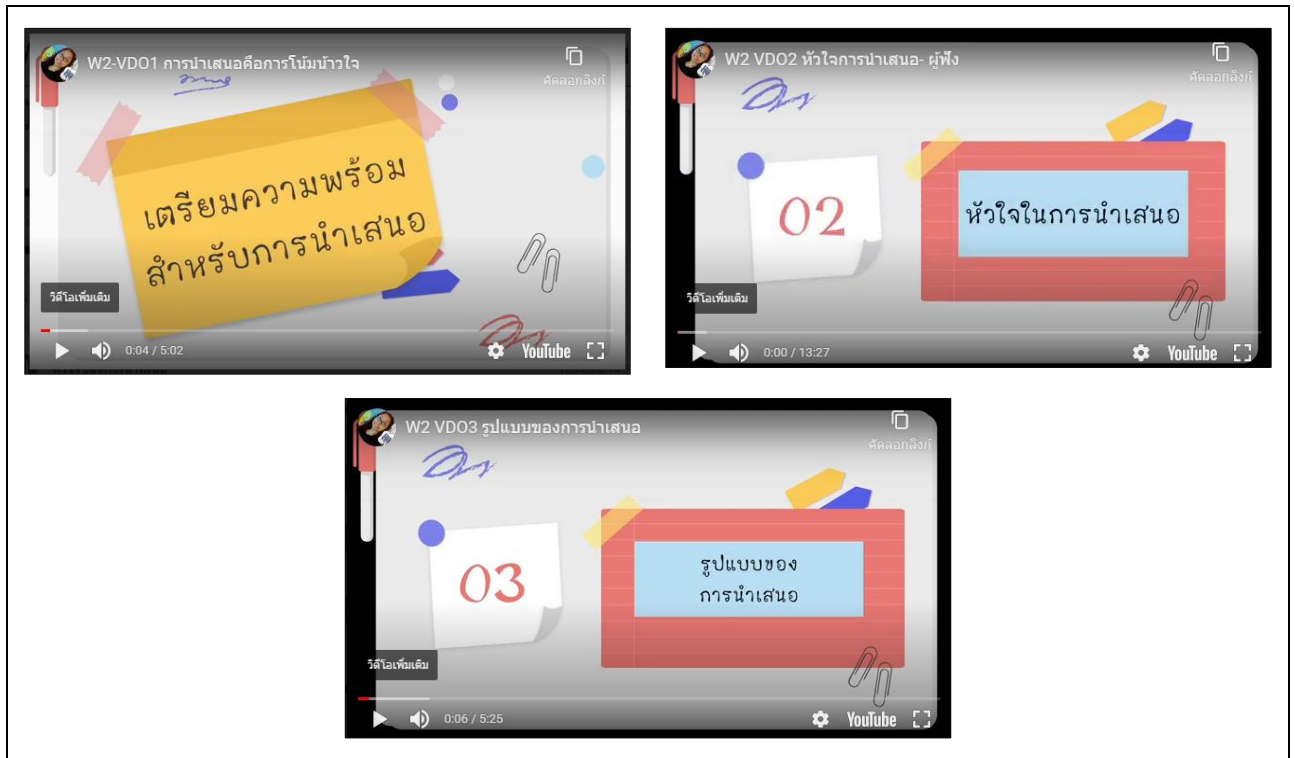 W2-VDO1 การนำเสนอคือการโน้มน้าวใจ
คัดลอกลิงก์
เตรียมความพร้อม
สำหรับการนำเสนอ
วิดีโอเพิ่มเติม
0:04 / 5:02
YouTube
W2 VDO2 หัวใจการนำเสนอ- ผู้ฟัง
คัดลอกลิงก์
02
หัวใจในการนำเสนอ
วิดีโอเพิ่มเติม
0:00 / 13:27
YouTube
W2 VDO3 รูปแบบของการนำเสนอ
คัดลอกลิงก์
03
รูปแบบของ
การนำเสนอ
วิดีโอเพิ่มเติม
0:06 / 5:25
YouTube